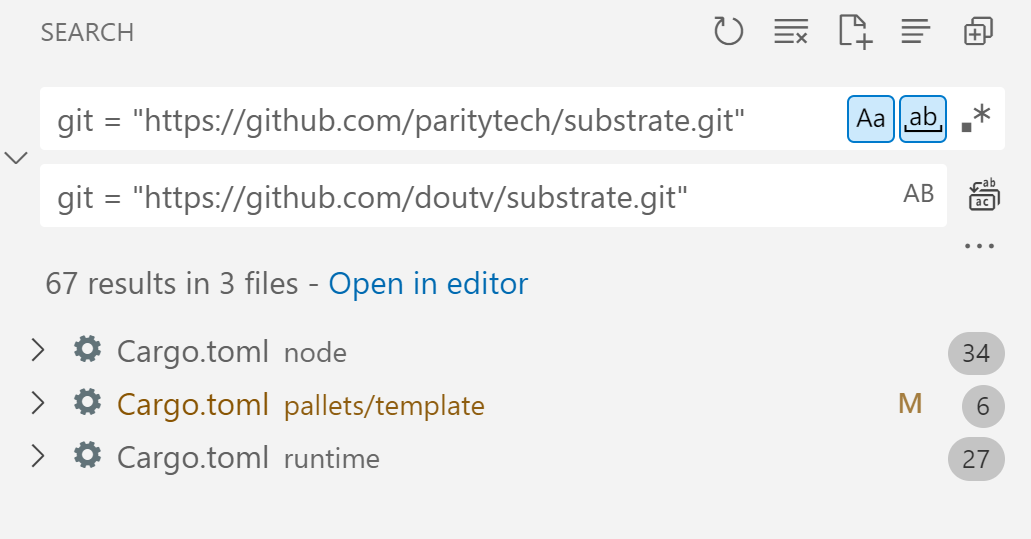 SEARCH
git = "https://github.com/paritytech/substrate.git" Aa ab .*
git = "https://github.com/doutv/substrate.git" AB ab ac
...
67 results in 3 files - Open in editor
Cargo.toml node 34
Cargo.toml pallets/template M 6
Cargo.toml runtime 27